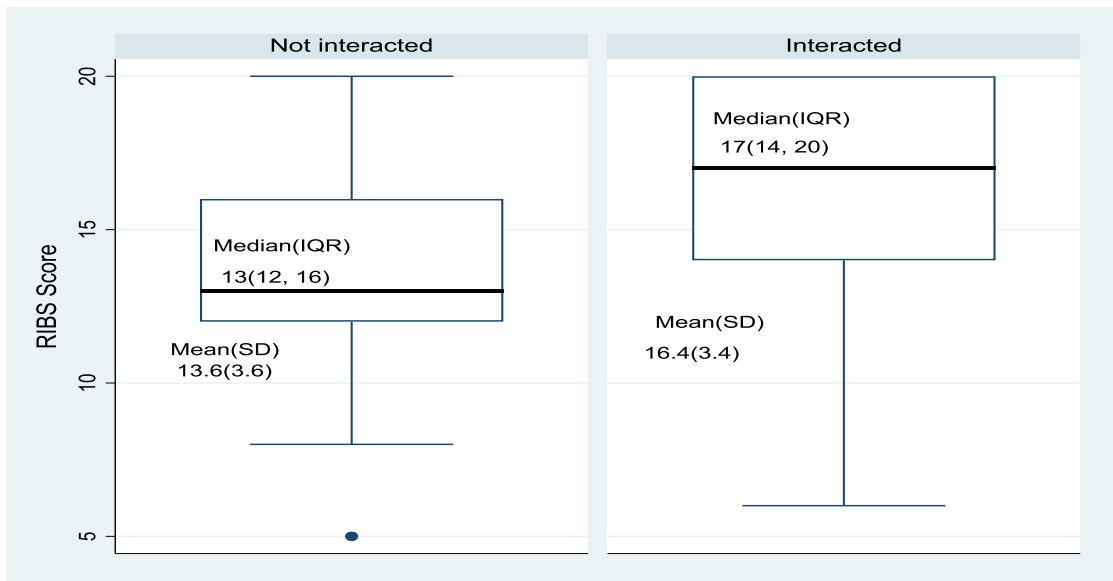 Not interacted
Interacted
RIBS Score
20
15
10
5
Median(IQR)
13(12, 16)
Mean(SD)
13.6(3.6)
Median(IQR)
17(14, 20)
Mean(SD)
16.4(3.4)